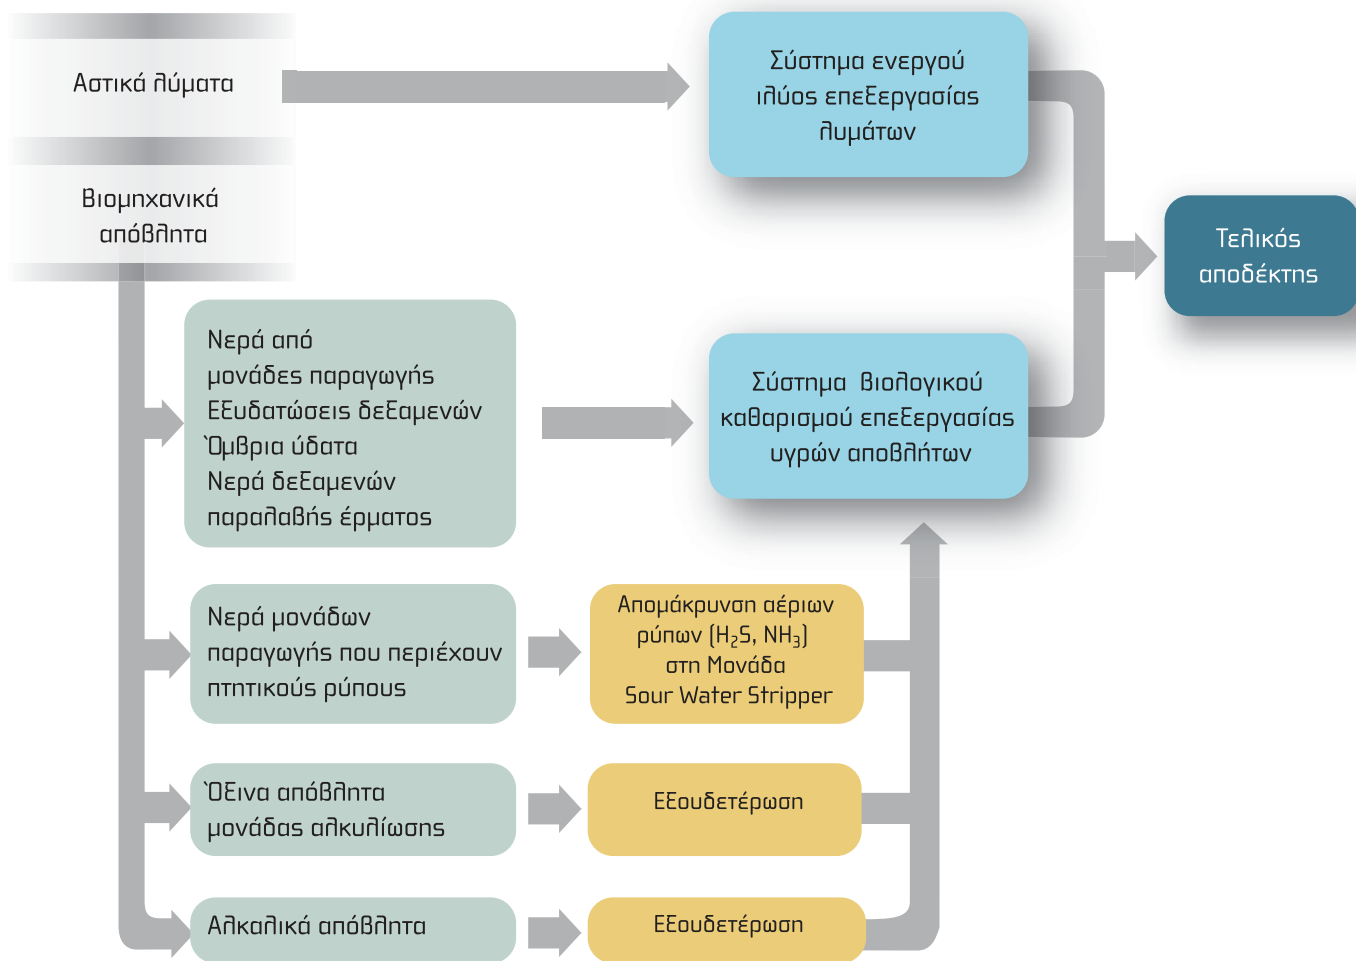 Αστικά λύματα
Σύστημα ενεργού
ιλύος επεξεργασίας
λυμάτων
Βιομηχανικά
απόβλητα
Τελικός
αποδέκτης
Νερά από
μονάδες παραγωγής
Εξυδατώσεις δεξαμενών
Όμβρια ύδατα
Νερά δεξαμενών
παραλαβής έρματος
Σύστημα βιολογικού
καθαρισμού επεξεργασίας
υγρών αποβλήτων
Νερά μονάδων
παραγωγής που περιέχουν
πτητικούς ρύπους
Απομάκρυνση αέριων
ρύπων (H₂S, NH₃)
στη Μονάδα
Sour Water Stripper
Όξινα απόβλητα
μονάδας αλκυλίωσης
Εξουδετέρωση
Αλκαλικά απόβλητα
Εξουδετέρωση